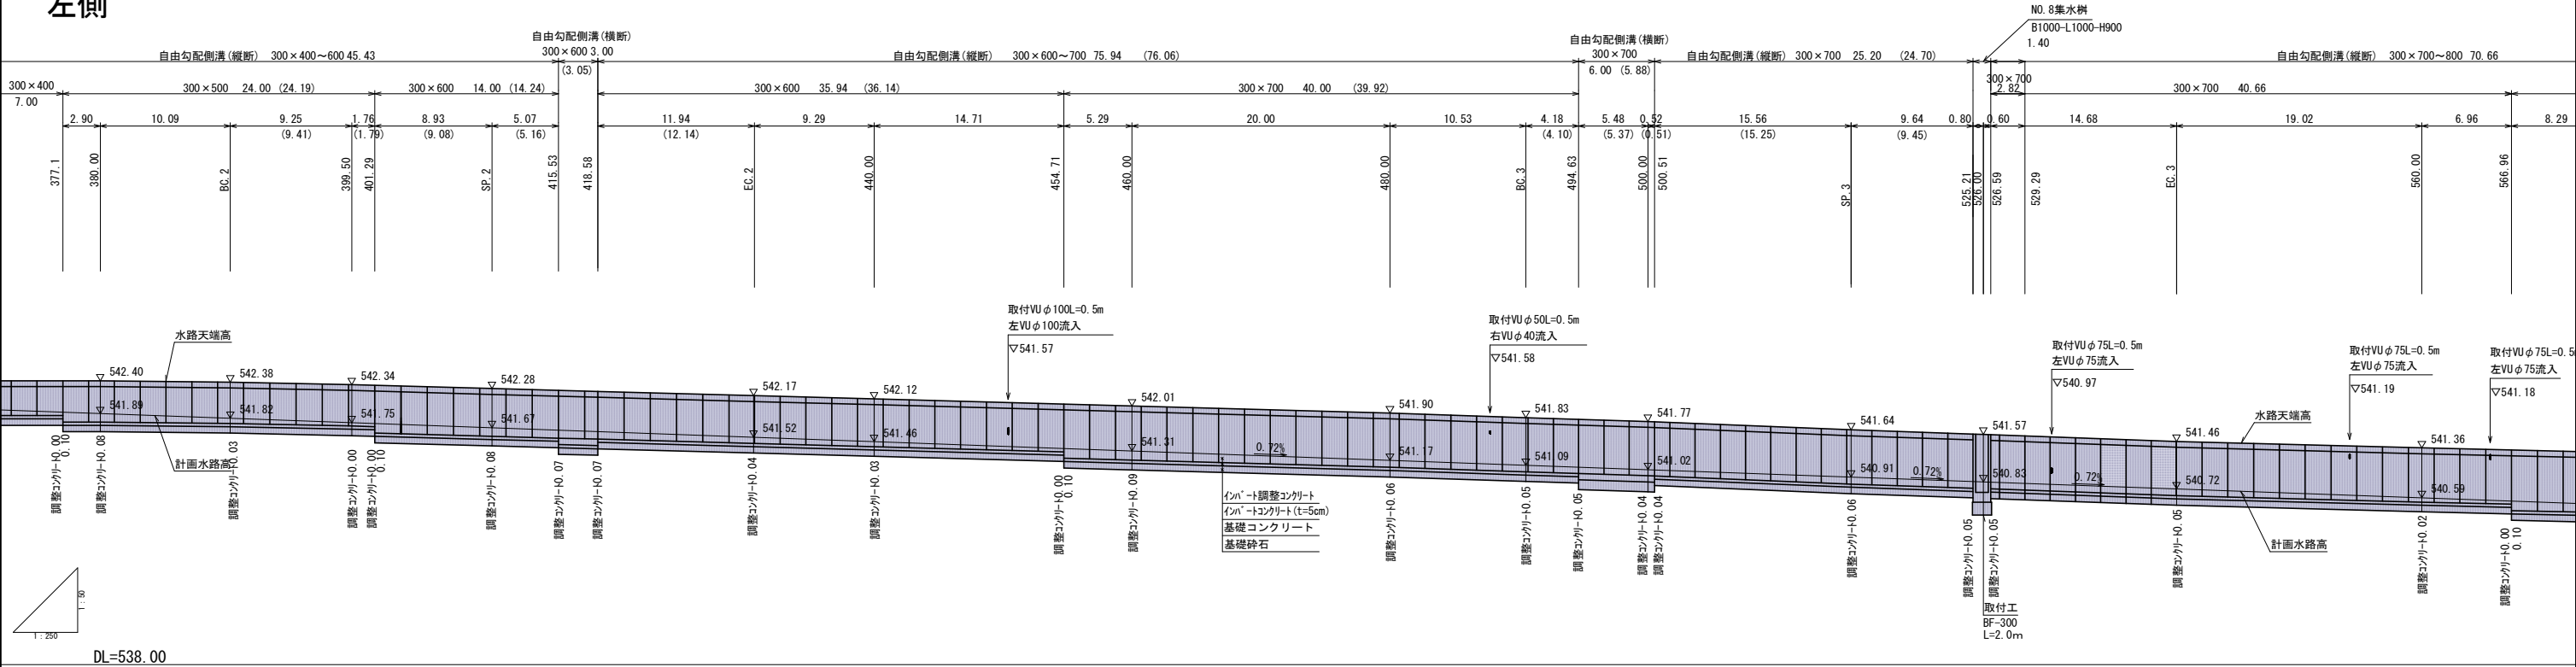 左側
NO.8集水桝
B1000-L1000-H900
1.40
自由勾配側溝(縦断) 300×400～600 45.43
自由勾配側溝(横断)
300×600 3.00
(3.05)
自由勾配側溝(縦断) 300×600～700 75.94 (76.06)
自由勾配側溝(横断)
300×700
6.00 (5.88)
自由勾配側溝(縦断) 300×700 25.20 (24.70)
自由勾配側溝(縦断) 300×700～800 70.66
300×400
7.00
300×500 24.00 (24.19)
300×600 14.00 (14.24)
300×600 35.94 (36.14)
300×700 40.00 (39.92)
300×700
2.82
300×700 40.66
2.90
10.09
9.25
(9.41)
1.76
(1.79)
8.93
(9.08)
5.07
(5.16)
11.94
(12.14)
9.29
14.71
5.29
20.00
10.53
4.18
(4.10)
5.48
(5.37)
0.52
(0.51)
15.56
(15.25)
9.64
(9.45)
0.80
0.60
14.68
19.02
6.96
8.29
377.1
380.00
BC.2
399.50
401.29
SP.2
415.53
418.58
EC.2
440.00
454.71
460.00
480.00
BC.3
494.63
500.00
500.51
SP.3
525.21
526.00
526.59
529.29
EC.3
560.00
566.96
取付VUφ100L=0.5m
左VUφ100流入
▽541.57
取付VUφ50L=0.5m
右VUφ40流入
▽541.58
取付VUφ75L=0.5m
左VUφ75流入
▽540.97
取付VUφ75L=0.5m
左VUφ75流入
▽541.19
取付VUφ75L=0.5
左VUφ75流入
▽541.18
水路天端高
水路天端高
542.40
542.38
542.34
542.28
542.17
542.12
542.01
541.90
541.83
541.77
541.64
541.57
541.46
541.36
541.89
541.82
541.75
541.67
541.52
541.46
541.31
0.72%
541.17
541.09
541.02
540.91
0.72%
540.83
0.72%
540.72
540.59
計画水路高
計画水路高
調整コンクリート0.00
0.10
調整コンクリート0.08
調整コンクリート0.03
調整コンクリート0.00
調整コンクリート0.00
0.10
調整コンクリート0.08
調整コンクリート0.07
調整コンクリート0.07
調整コンクリート0.04
調整コンクリート0.03
調整コンクリート0.00
0.10
調整コンクリート0.09
調整コンクリート0.06
調整コンクリート0.05
調整コンクリート0.05
調整コンクリート0.04
調整コンクリート0.04
調整コンクリート0.06
調整コンクリート0.05
調整コンクリート0.05
調整コンクリート0.05
調整コンクリート0.02
調整コンクリート0.00
0.10
インバート調整コンクリート
インバートコンクリート(t=5cm)
基礎コンクリート
基礎砕石
取付工
BF-300
L=2.0m
1:50
1:250
DL=538.00